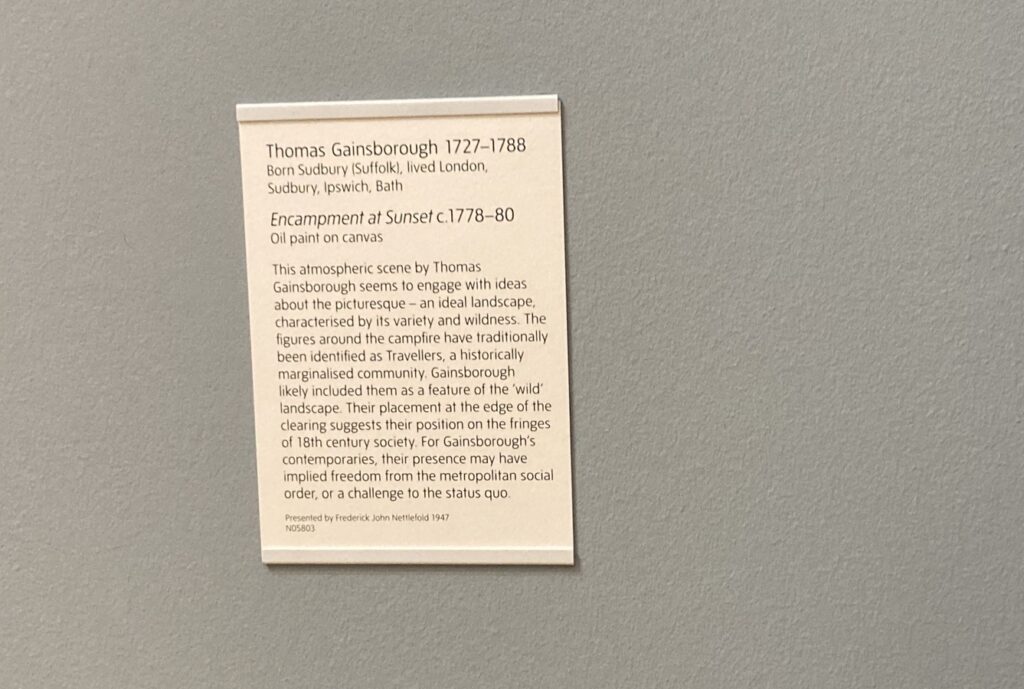 Thomas Gainsborough 1727–1788
Born Sudbury (Suffolk), lived London,
Sudbury, Ipswich, Bath
Encampment at Sunset c.1778–80
Oil paint on canvas
This atmospheric scene by Thomas
Gainsborough seems to engage with ideas
about the picturesque – an ideal landscape,
characterised by its variety and wildness. The
figures around the campfire have traditionally
been identified as Travellers, a historically
marginalised community. Gainsborough
likely included them as a feature of the ‘wild’
landscape. Their placement at the edge of the
clearing suggests their position on the fringes
of 18th century society. For Gainsborough’s
contemporaries, their presence may have
implied freedom from the metropolitan social
order, or a challenge to the status quo.
Presented by Frederick John Nettlefold 1947
N05803